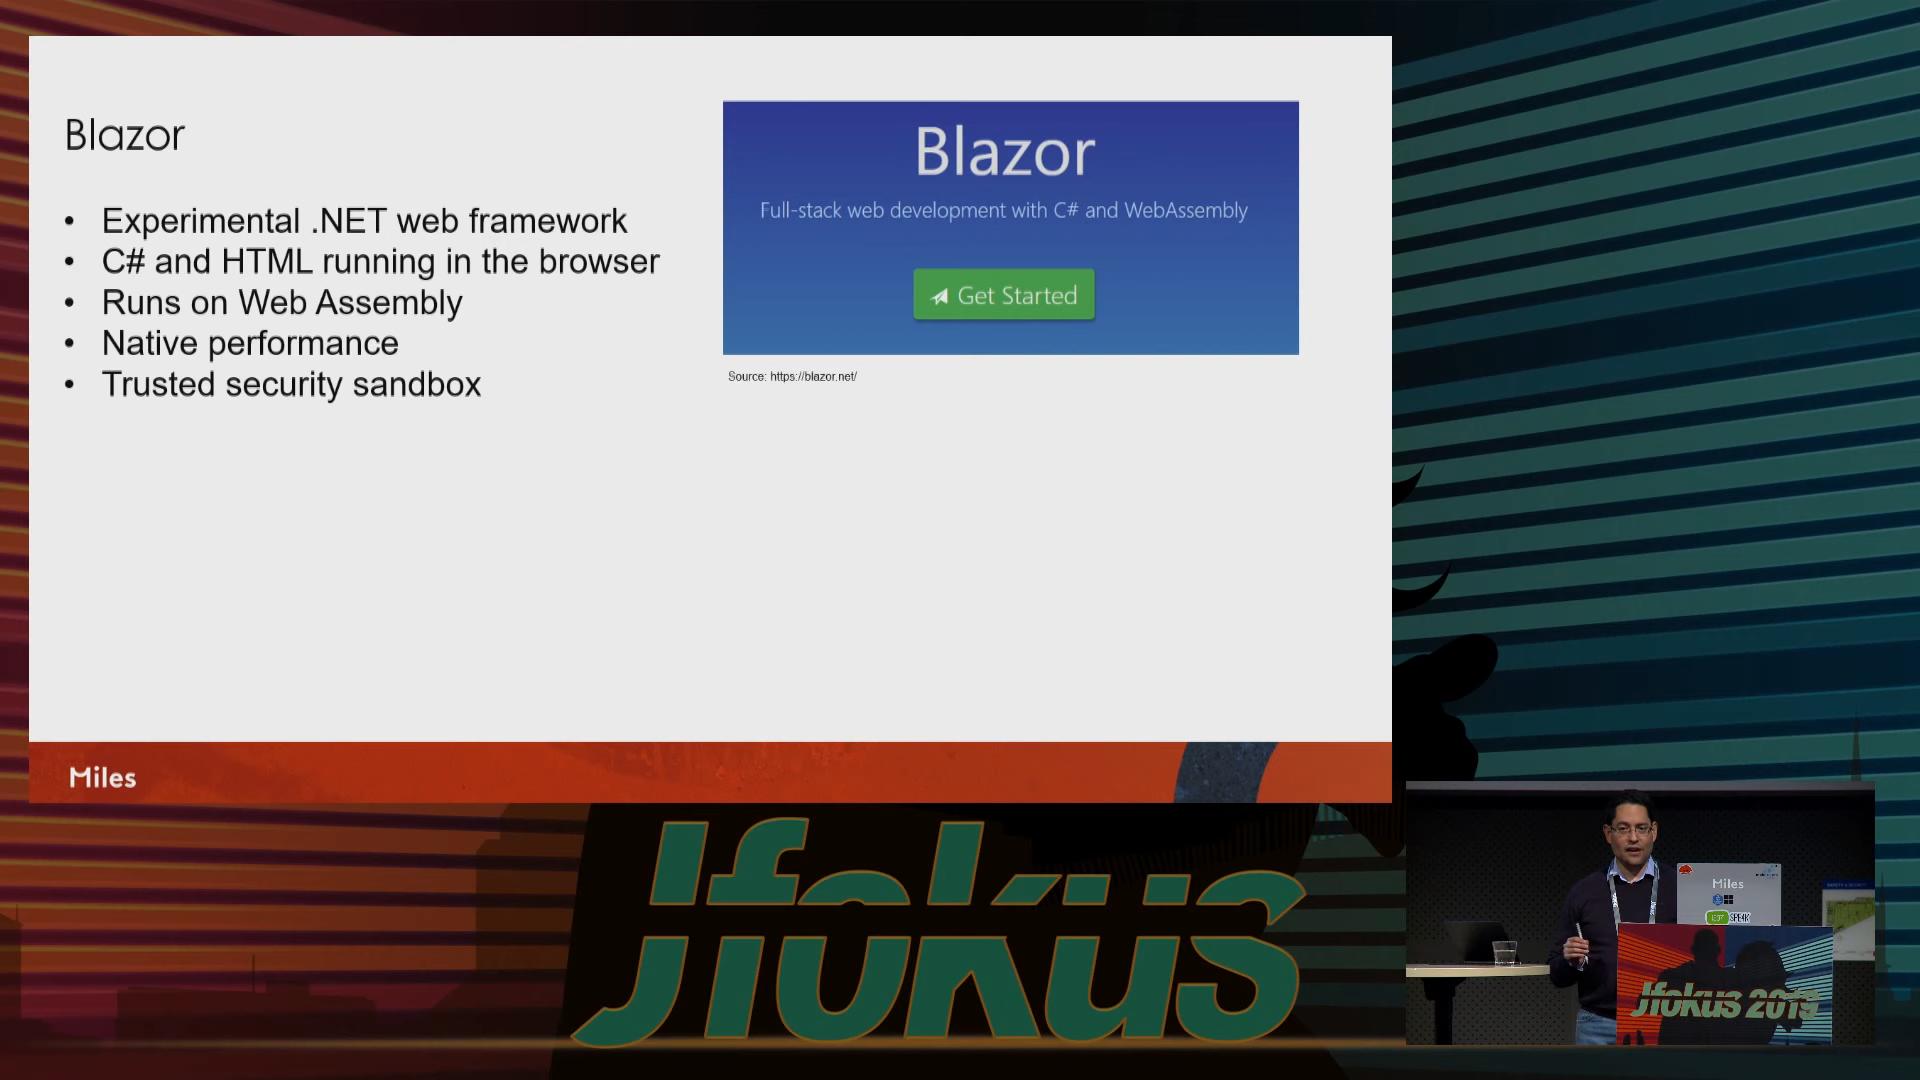 Blazor
• Experimental .NET web framework
• C# and HTML running in the browser
• Runs on Web Assembly
• Native performance
• Trusted security sandbox
Blazor
Full-stack web development with C# and WebAssembly
Get Started
Source: https://blazor.net/
Miles
Jfokus
Miles
SPE4K
Jfokus 2019